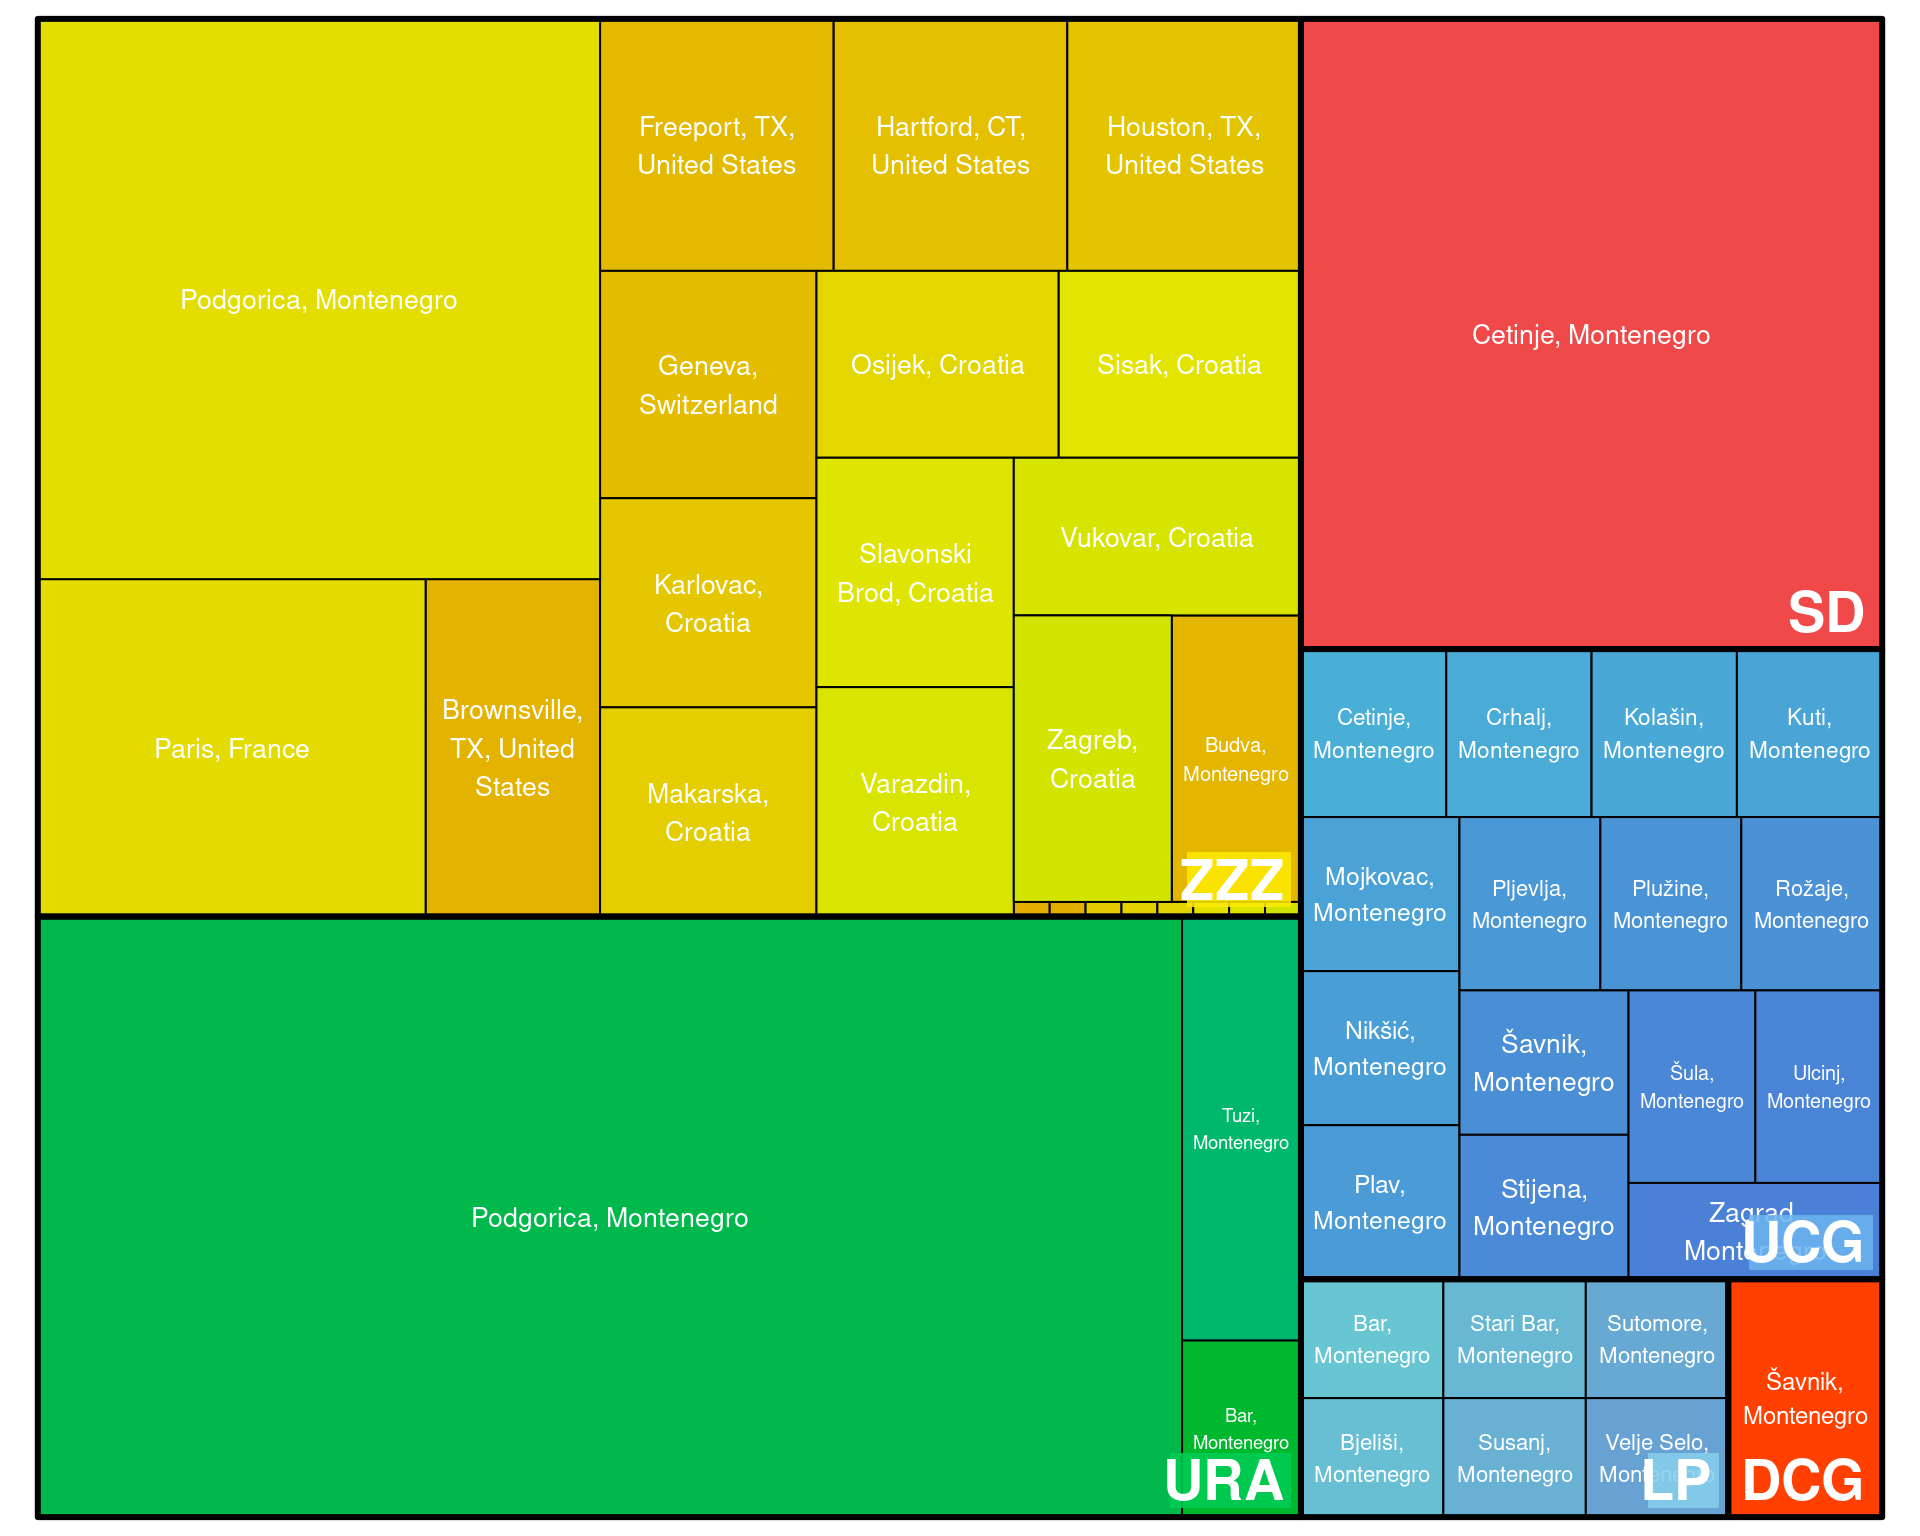 Podgorica, Montenegro
Paris, France
Brownsville,
TX, United
States
Freeport, TX,
United States
Hartford, CT,
United States
Houston, TX,
United States
Geneva,
Switzerland
Osijek, Croatia
Sisak, Croatia
Karlovac,
Croatia
Slavonski
Brod, Croatia
Vukovar, Croatia
Makarska,
Croatia
Varazdin,
Croatia
Zagreb,
Croatia
Budva,
Montenegro
ZZZ
Podgorica, Montenegro
Tuzi,
Montenegro
Bar,
Montenegro
URA
Cetinje, Montenegro
SD
Cetinje,
Montenegro
Crhalj,
Montenegro
Kolašin,
Montenegro
Kuti,
Montenegro
Mojkovac,
Montenegro
Pljevlja,
Montenegro
Plužine,
Montenegro
Rožaje,
Montenegro
Nikšić,
Montenegro
Šavnik,
Montenegro
Šula,
Montenegro
Ulcinj,
Montenegro
Plav,
Montenegro
Stijena,
Montenegro
Zagrad,
Montenegro
UCG
Bar,
Montenegro
Stari Bar,
Montenegro
Sutomore,
Montenegro
Bjeliši,
Montenegro
Susanj,
Montenegro
Velje Selo,
Montenegro
LP
Šavnik,
Montenegro
DCG